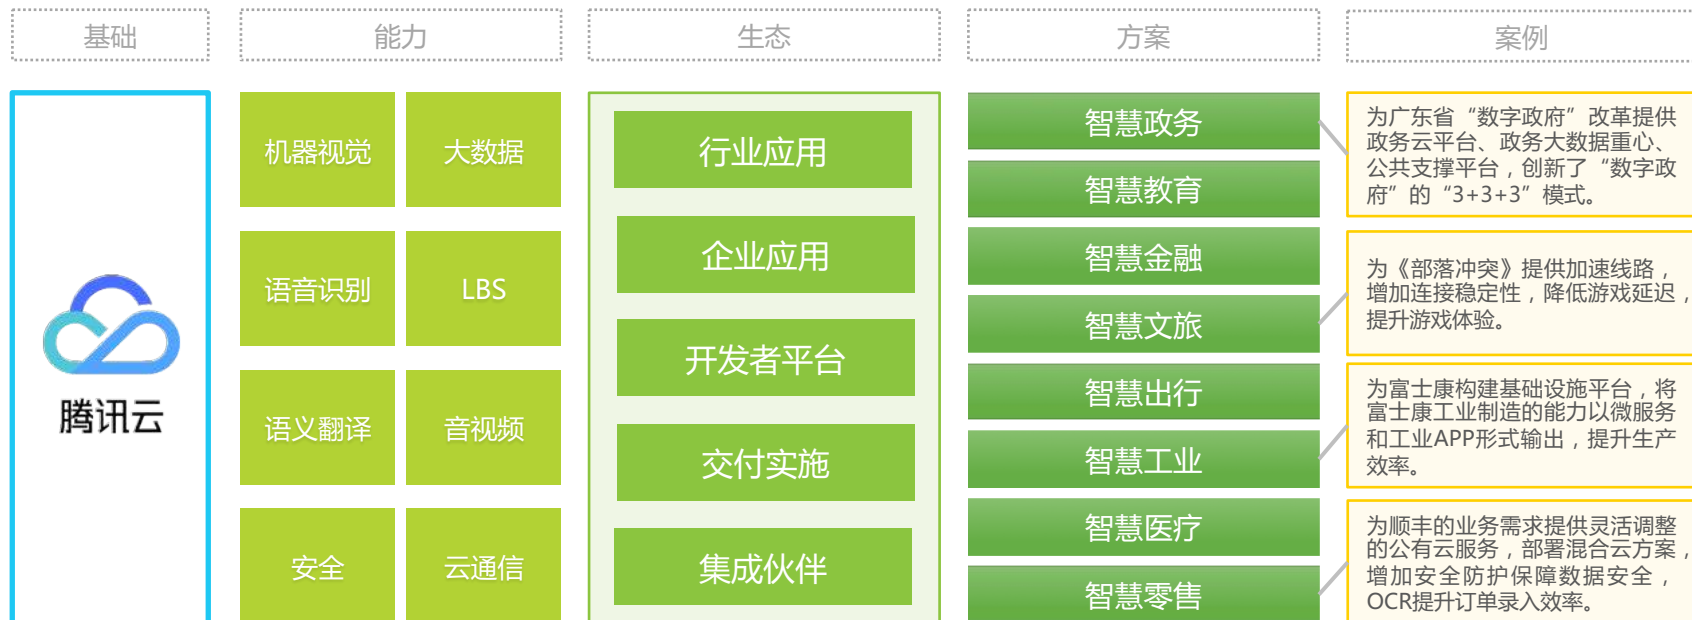 基础
能力
生态
方案
案例
腾讯云
机器视觉
大数据
语音识别
LBS
语义翻译
音视频
安全
云通信
行业应用
企业应用
开发者平台
交付实施
集成伙伴
智慧政务
智慧教育
智慧金融
智慧文旅
智慧出行
智慧工业
智慧医疗
智慧零售
为广东省“数字政府”改革提供
政务云平台、政务大数据重心、
公共支撑平台，创新了“数字政
府”的“3+3+3”模式。
为《部落冲突》提供加速线路，
增加连接稳定性，降低游戏延迟，
提升游戏体验。
为富士康构建基础设施平台，将
富士康工业制造的能力以微服务
和工业APP形式输出，提升生产
效率。
为顺丰的业务需求提供灵活调整
的公有云服务，部署混合云方案，
增加安全防护保障数据安全，
OCR提升订单录入效率。